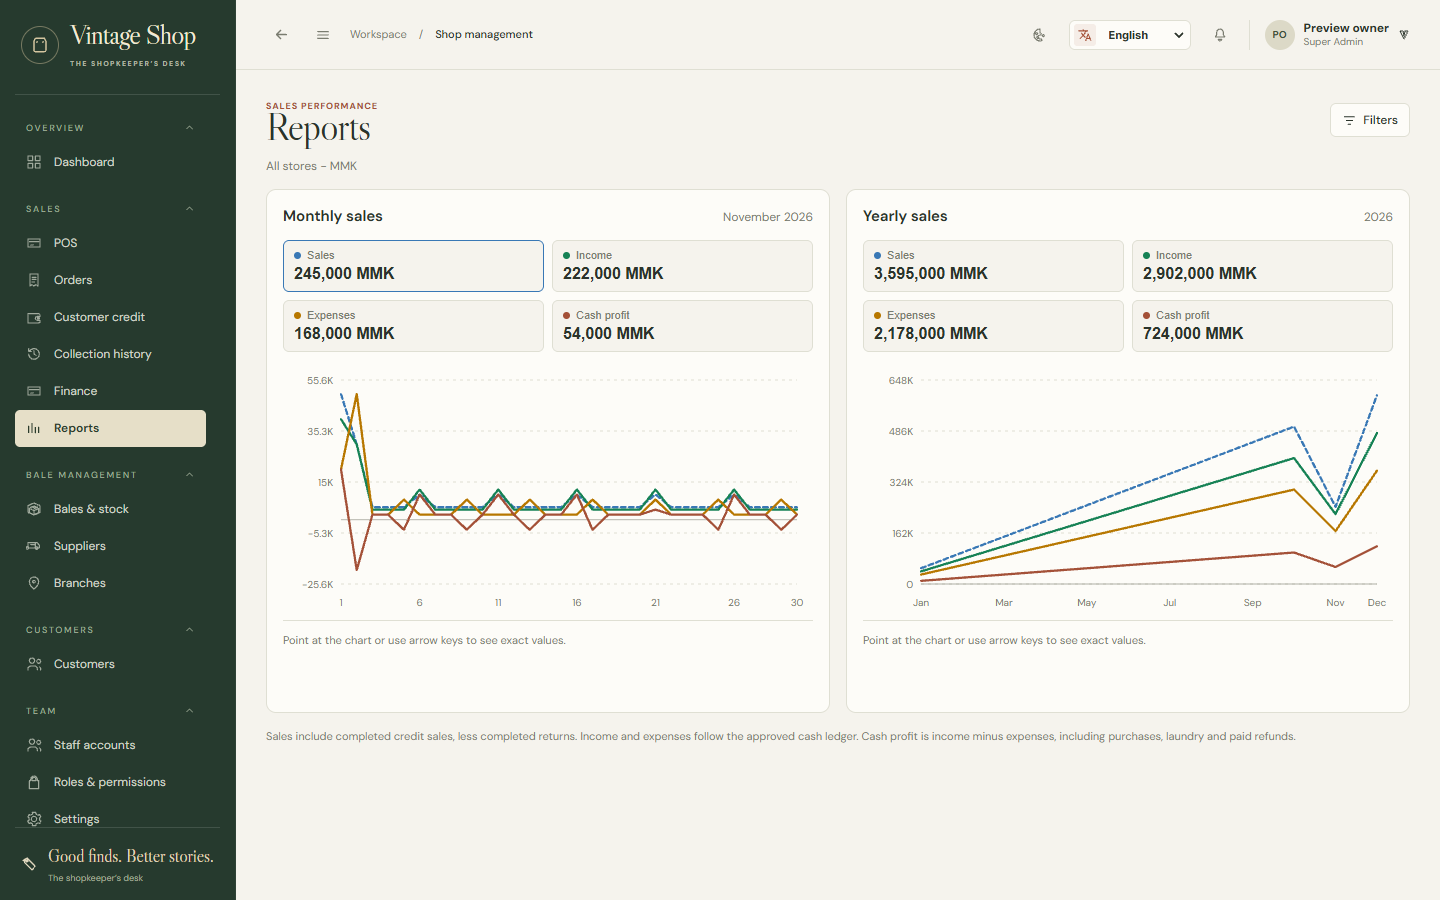 Vintage Shop
THE SHOPKEEPER'S DESK
OVERVIEW
Dashboard
SALES
POS
Orders
Customer credit
Collection history
Finance
Reports
BALE MANAGEMENT
Bales & stock
Suppliers
Branches
CUSTOMERS
Customers
TEAM
Staff accounts
Roles & permissions
Settings
Good finds. Better stories.
The shopkeeper's desk
Workspace / Shop management
English
PO
Preview owner
Super Admin
SALES PERFORMANCE
Reports
Filters
All stores – MMK
Monthly sales
November 2026
Sales
245,000 MMK
Income
222,000 MMK
Expenses
168,000 MMK
Cash profit
54,000 MMK
55.6K
35.3K
15K
-5.3K
-25.6K
1 6 11 16 21 26 30
Point at the chart or use arrow keys to see exact values.
Yearly sales
2026
Sales
3,595,000 MMK
Income
2,902,000 MMK
Expenses
2,178,000 MMK
Cash profit
724,000 MMK
648K
486K
324K
162K
0
Jan Mar May Jul Sep Nov Dec
Point at the chart or use arrow keys to see exact values.
Sales include completed credit sales, less completed returns. Income and expenses follow the approved cash ledger. Cash profit is income minus expenses, including purchases, laundry and paid refunds.